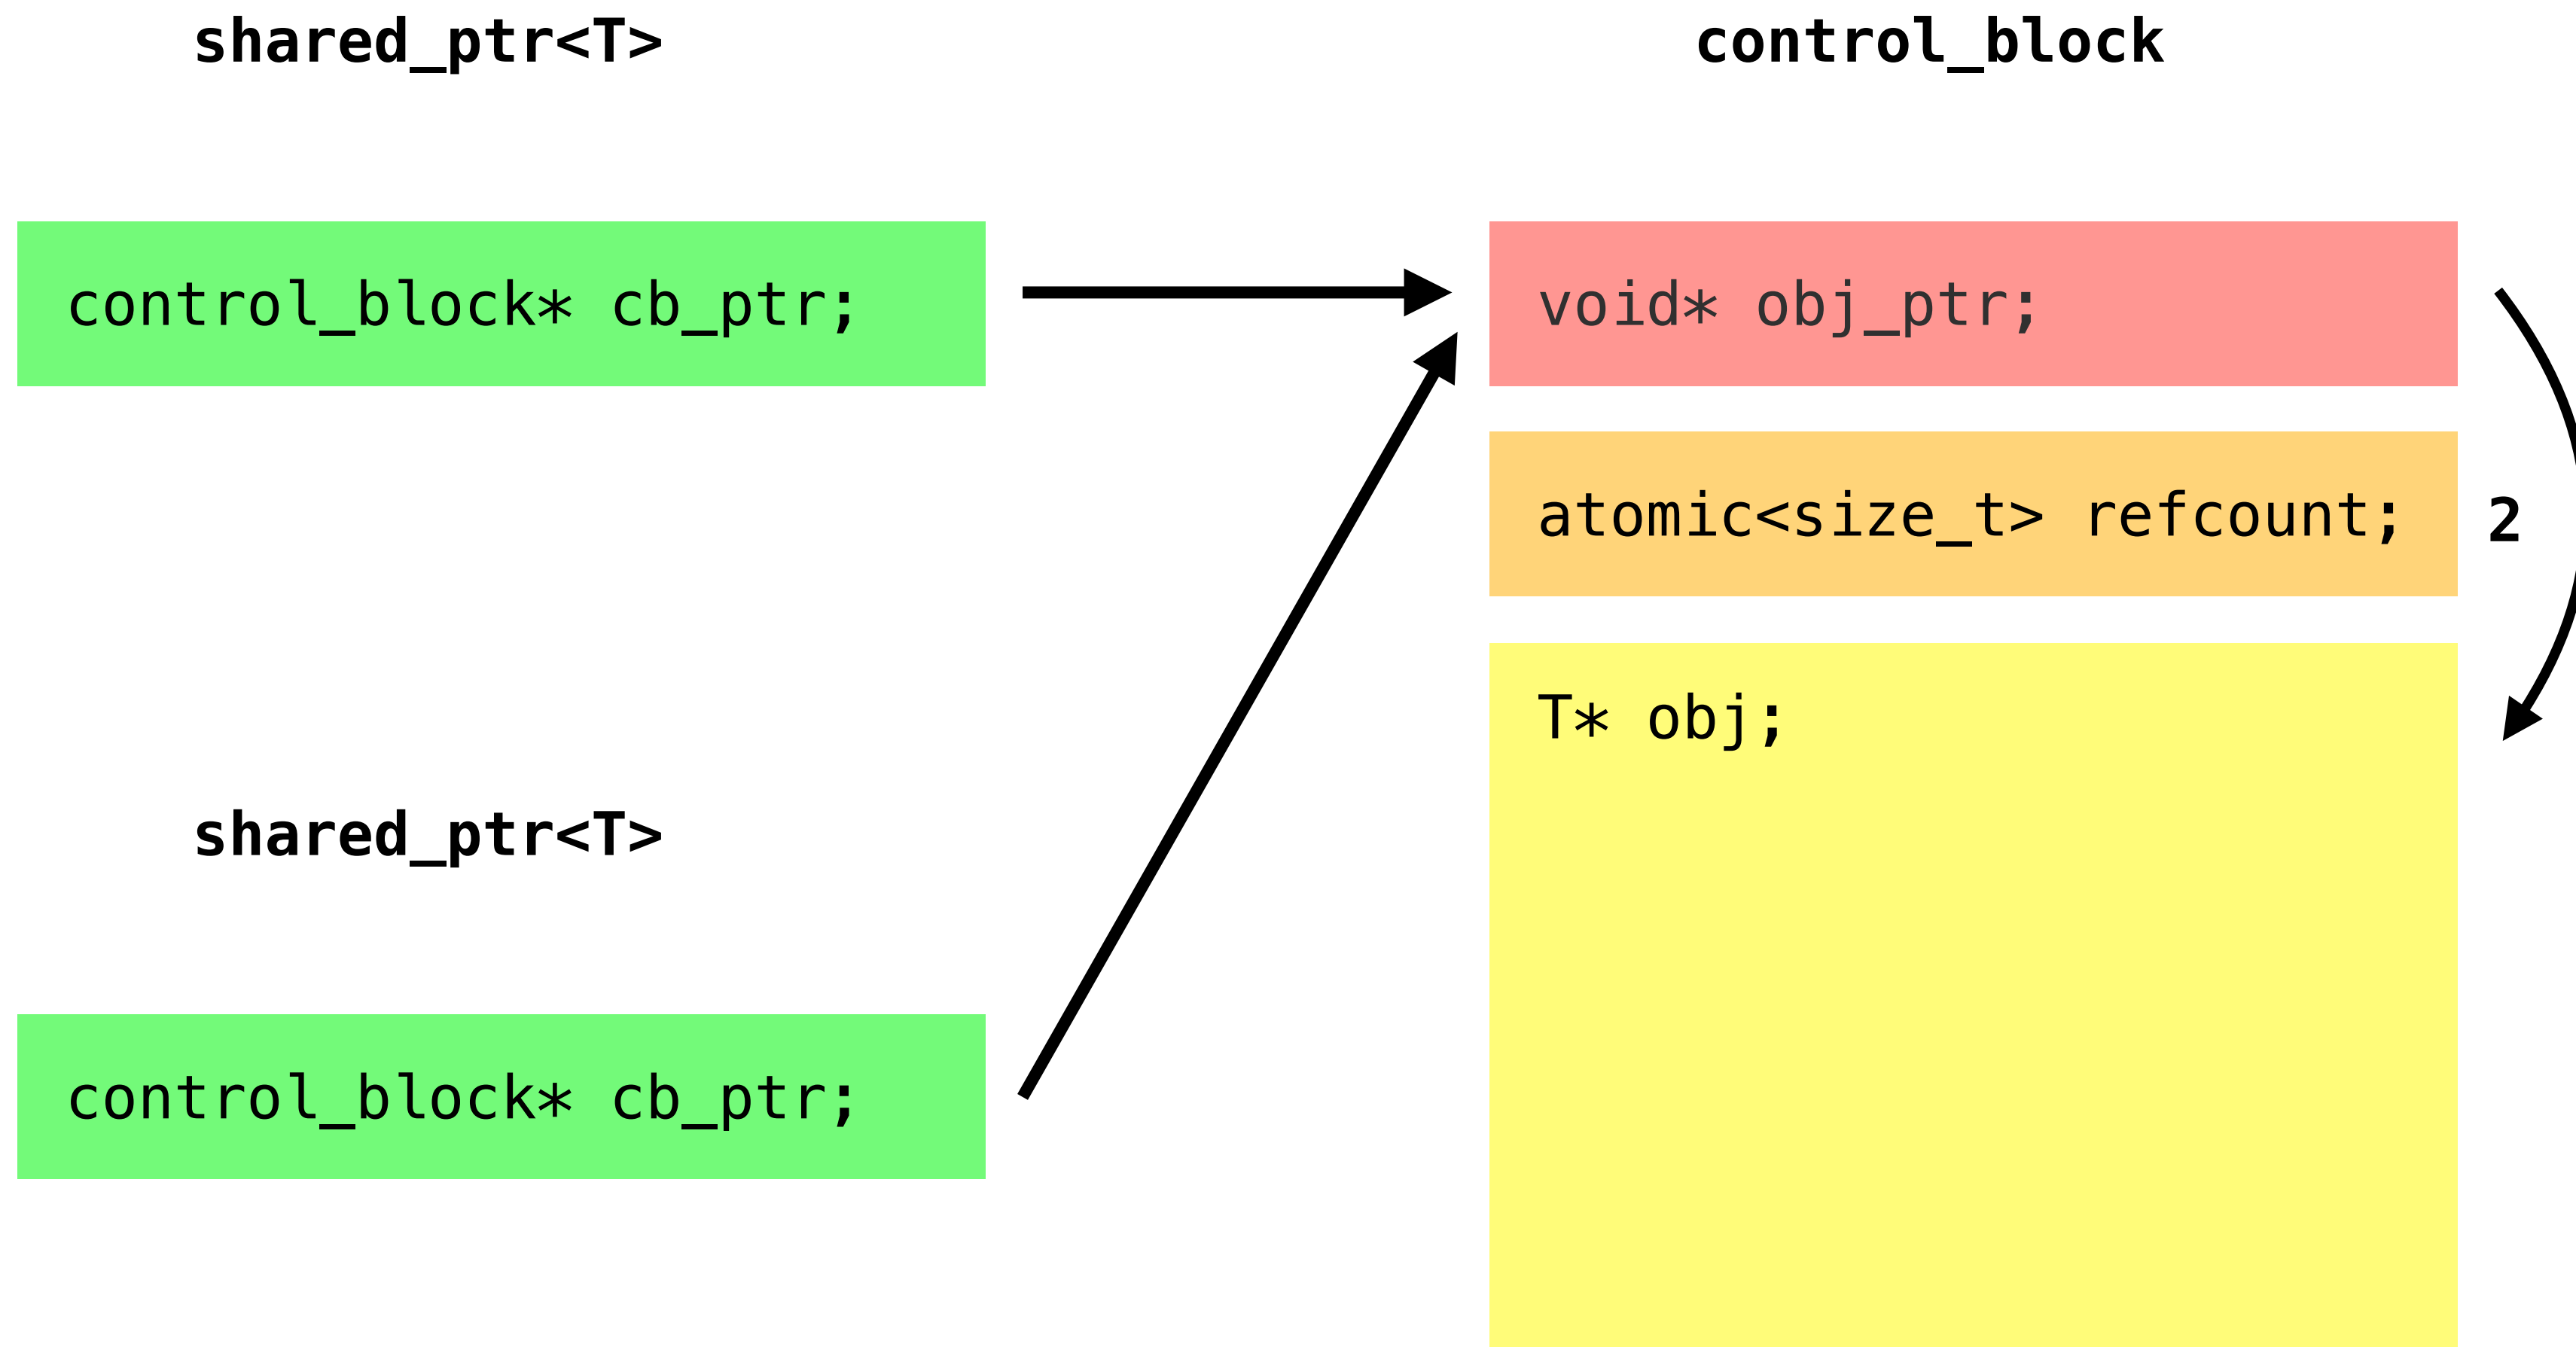 shared_ptr<T>
control_block* cb_ptr;
shared_ptr<T>
control_block* cb_ptr;
control_block
void* obj_ptr;
atomic<size_t> refcount;
2
T* obj;